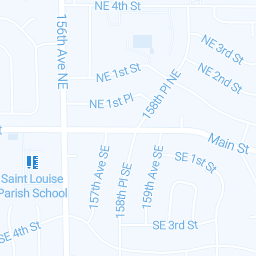 NE 4th St
156th Ave NE
NE 3rd St
NE 1st St
NE 2nd St
158th Pl NE
NE 1st Pl
Main St
SE 1st St
Saint Louise
Parish School
157th Ave SE
158th Pl SE
159th Ave SE
SE 3rd St
SE 4th St